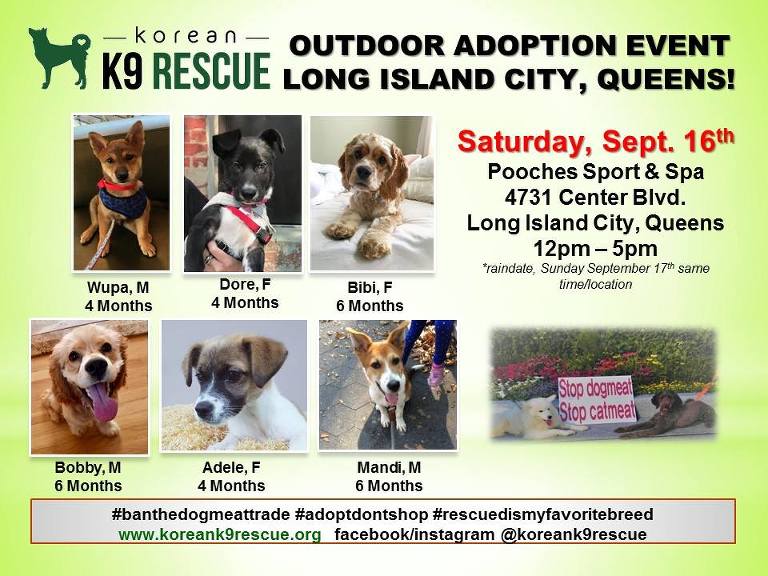 — korean —
K9 RESCUE
OUTDOOR ADOPTION EVENT
LONG ISLAND CITY, QUEENS!
Saturday, Sept. 16th
Pooches Sport & Spa
4731 Center Blvd.
Long Island City, Queens
12pm – 5pm
*raindate, Sunday September 17th same
time/location
Wupa, M
4 Months
Dore, F
4 Months
Bibi, F
6 Months
Bobby, M
6 Months
Adele, F
4 Months
Mandi, M
6 Months
Stop dogmeat
Stop catmeat
#banthedogmeattrade #adoptdontshop #rescuedismyfavoritebreed
www.koreank9rescue.org facebook/instagram @koreank9rescue